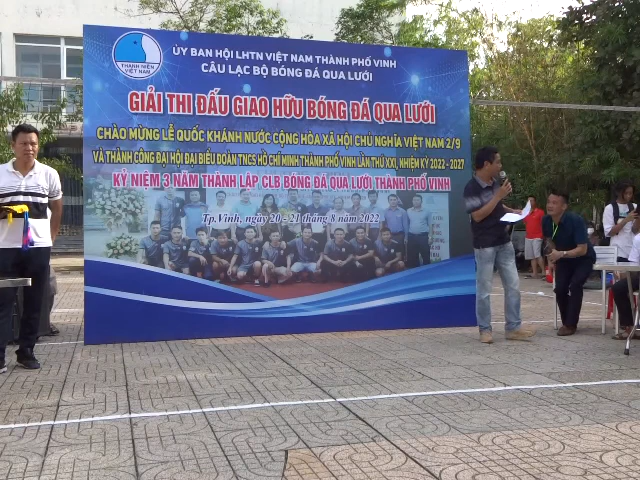 THANH NIÊN
VIỆT NAM
ỦY BAN HỘI LHTN VIỆT NAM THÀNH PHỐ VINH
CÂU LẠC BỘ BÓNG ĐÁ QUA LƯỚI
GIẢI THI ĐẤU GIAO HỮU BÓNG ĐÁ QUA LƯỚI
CHÀO MỪNG LỄ QUỐC KHÁNH NƯỚC CỘNG HÒA XÃ HỘI CHỦ NGHĨA VIỆT NAM 2/9
VÀ THÀNH CÔNG ĐẠI HỘI ĐẠI BIỂU ĐOÀN TNCS HỒ CHÍ MINH THÀNH PHỐ VINH LẦN THỨ XXI, NHIỆM KỲ 2022 - 2027
KỶ NIỆM 3 NĂM THÀNH LẬP CLB BÓNG ĐÁ QUA LƯỚI THÀNH PHỐ VINH
Tp.Vinh, ngày 20 -21 tháng 8 năm 2022